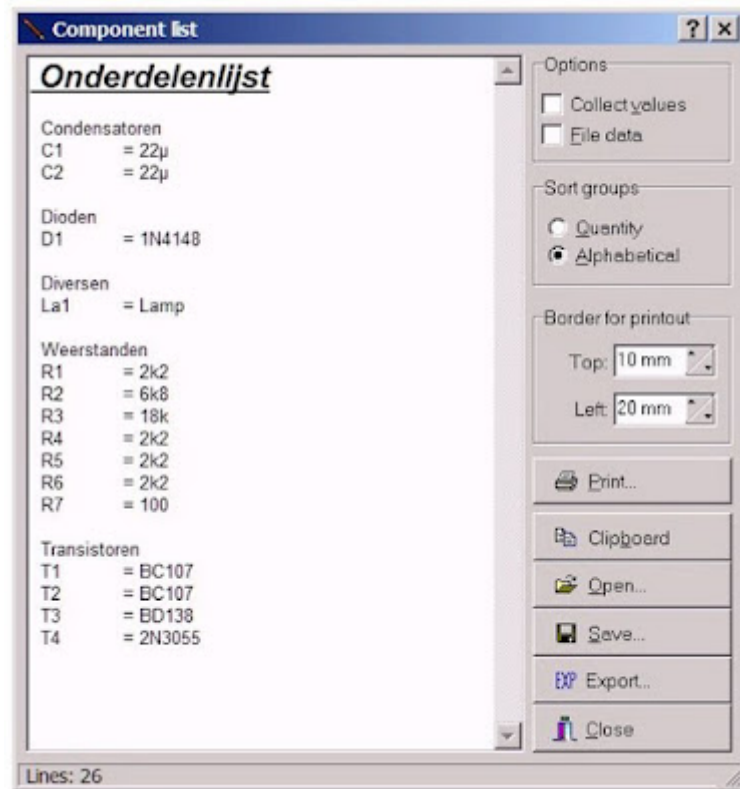 Component list
Onderdelenlijst
Condensatoren
C1 = 22µ
C2 = 22µ
Dioden
D1 = 1N4148
Diversen
La1 = Lamp
Weerstanden
R1 = 2k2
R2 = 6k8
R3 = 18k
R4 = 2k2
R5 = 2k2
R6 = 2k2
R7 = 100
Transistoren
T1 = BC107
T2 = BC107
T3 = BD138
T4 = 2N3055
Options
Collect values
File data
Sort groups
Quantity
Alphabetical
Border for printout
Top: 10 mm
Left: 20 mm
Print...
Clipboard
Open...
Save...
EXP Export...
Close
Lines: 26